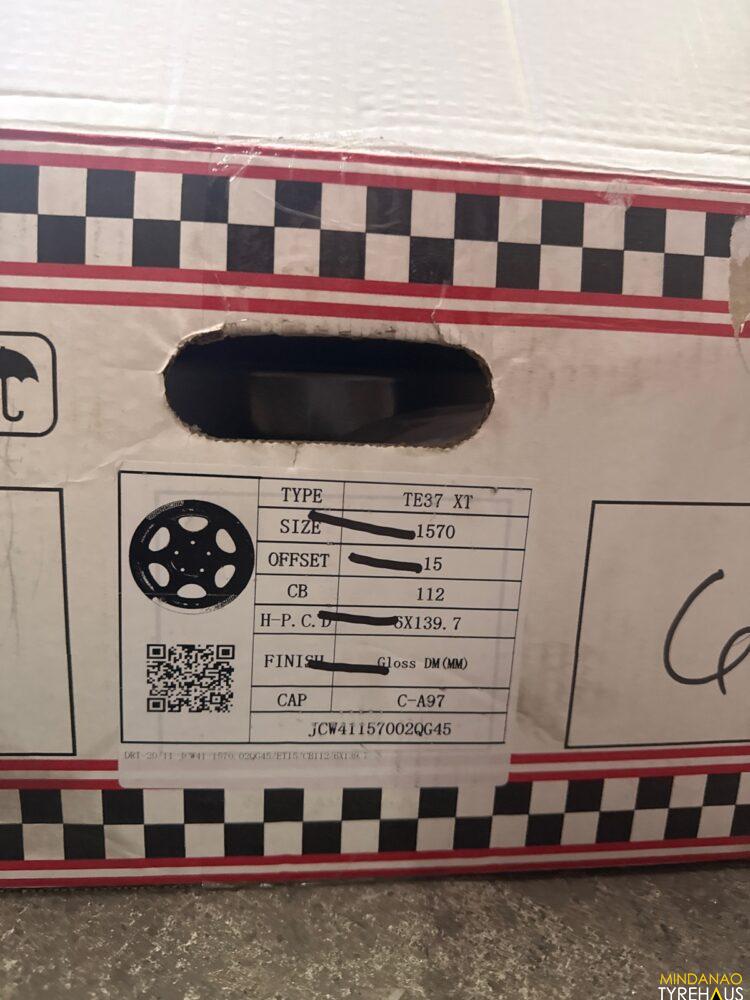 TYPE TE37 XT
SIZE 1570
OFFSET 15
CB 112
H-P.C.D 6X139.7
FINISH Gloss DM(MM)
CAP C-A97
JCW41157002QG45
6
MINDANAO
TYREHAUS